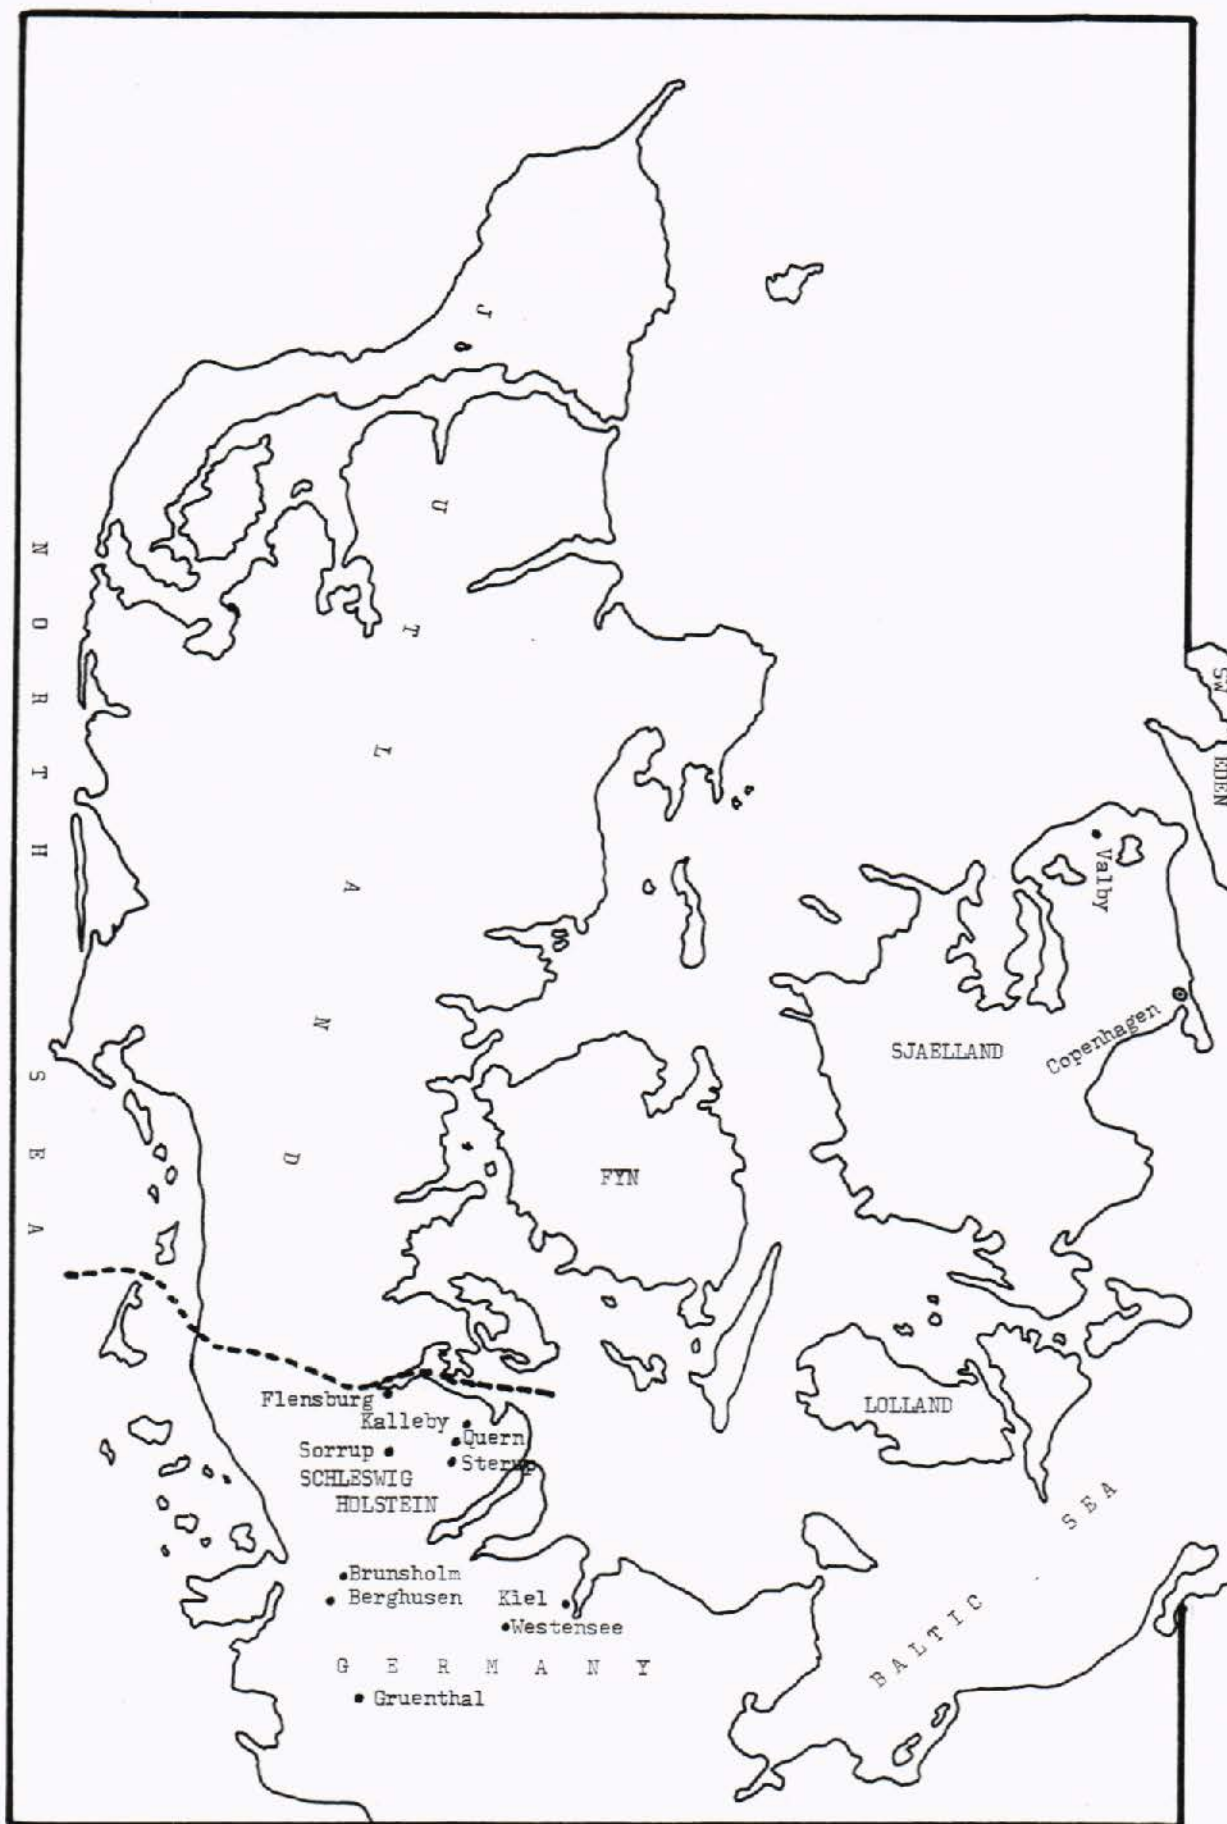 JUTLAND
NORTH SEA
SWEDEN
Valby
Copenhagen
SJAELLAND
FYN
LOLLAND
Flensburg
Kalleby
Quern
Sorrup
Sterup
SCHLESWIG
HOLSTEIN
Brunsholm
Berghusen
Kiel
Westensee
GERMANY
Gruenthal
BALTIC SEA